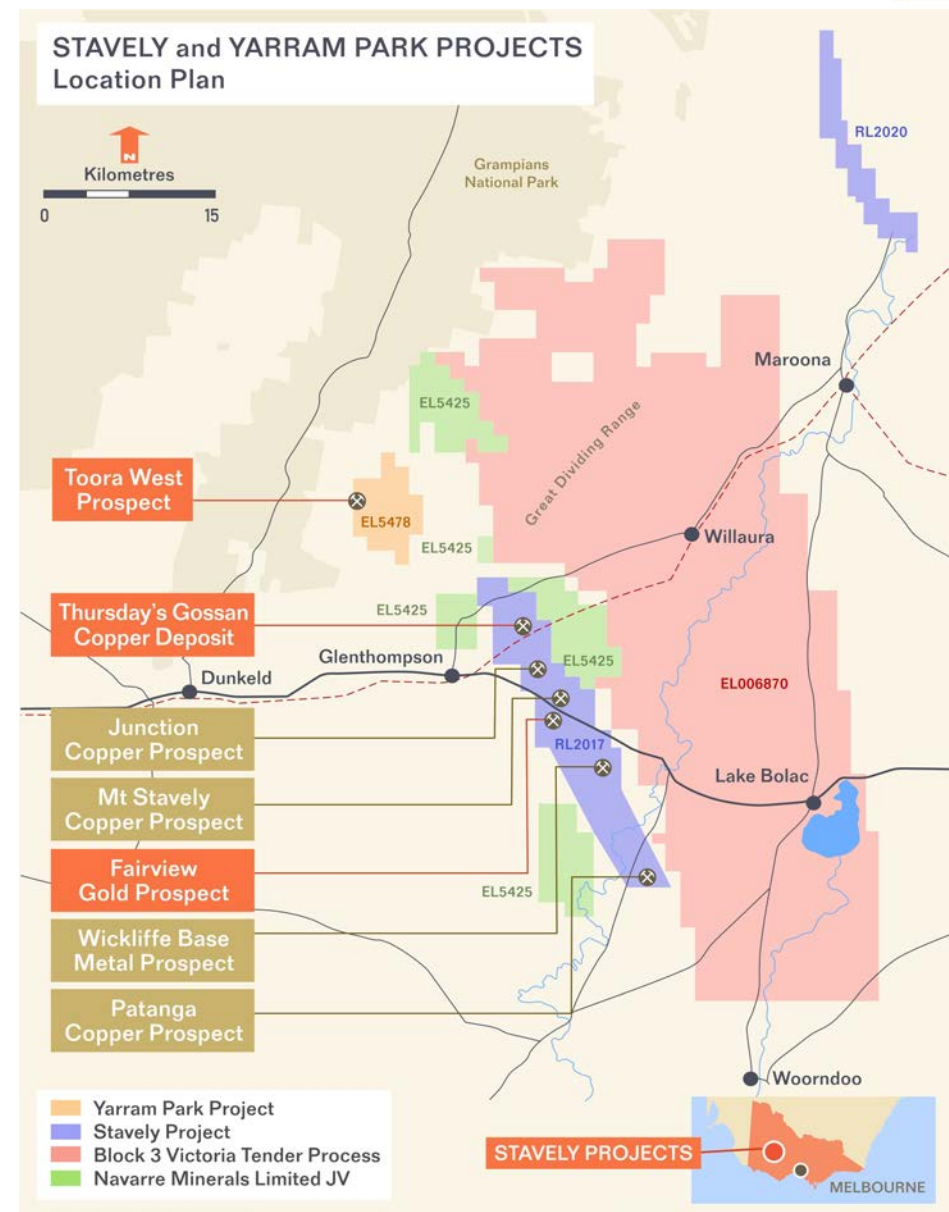 STAVELY and YARRAM PARK PROJECTS
Location Plan
N
Kilometres
0 15
Grampians
National Park
RL2020
Maroona
EL5425
Great Dividing Range
Toora West
Prospect
EL5478
Willaura
EL5425
EL5425
Thursday's Gossan
Copper Deposit
Glenthompson
EL5425
Dunkeld
EL006870
Junction
Copper Prospect
RL2017
Lake Bolac
Mt Stavely
Copper Prospect
Fairview
Gold Prospect
EL5425
Wickliffe Base
Metal Prospect
Patanga
Copper Prospect
Woorndoo
Yarram Park Project
Stavely Project
Block 3 Victoria Tender Process
Navarre Minerals Limited JV
STAVELY PROJECTS
MELBOURNE